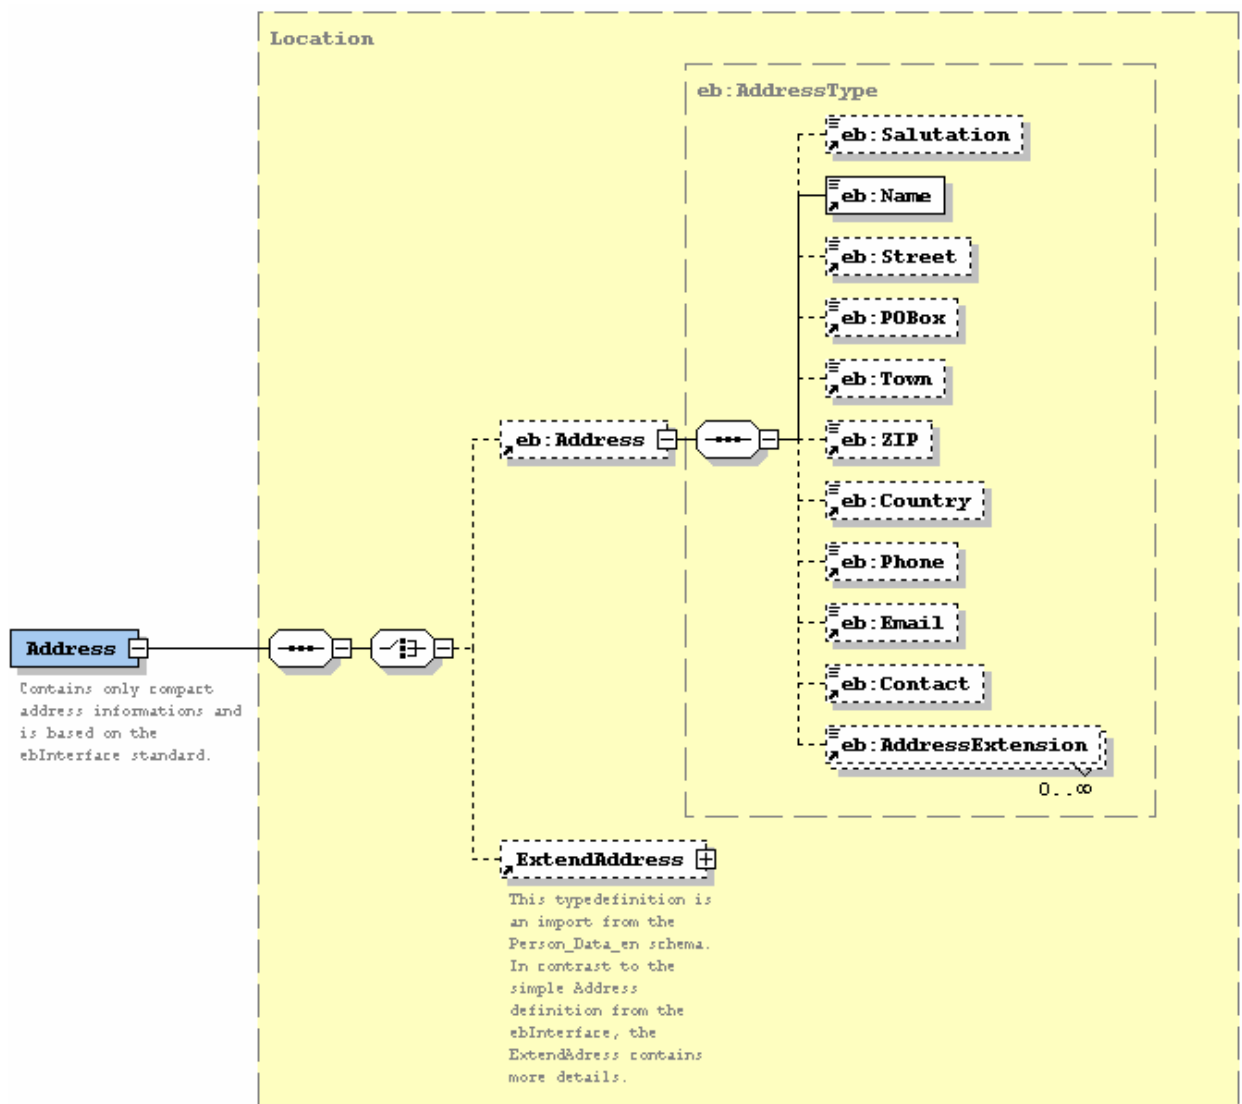 Location
eb:AddressType
eb:Salutation
eb:Name
eb:Street
eb:POBox
eb:Town
eb:Address
eb:ZIP
eb:Country
eb:Phone
eb:Email
Address
Contains only compact
address informations and
is based on the
ebInterface standard.
eb:Contact
eb:AddressExtension
0..∞
ExtendAddress
This typedefinition is
an import from the
Person_Data_en schema.
In contrast to the
simple Address
definition from the
ebInterface, the
ExtendAdress contains
more details.